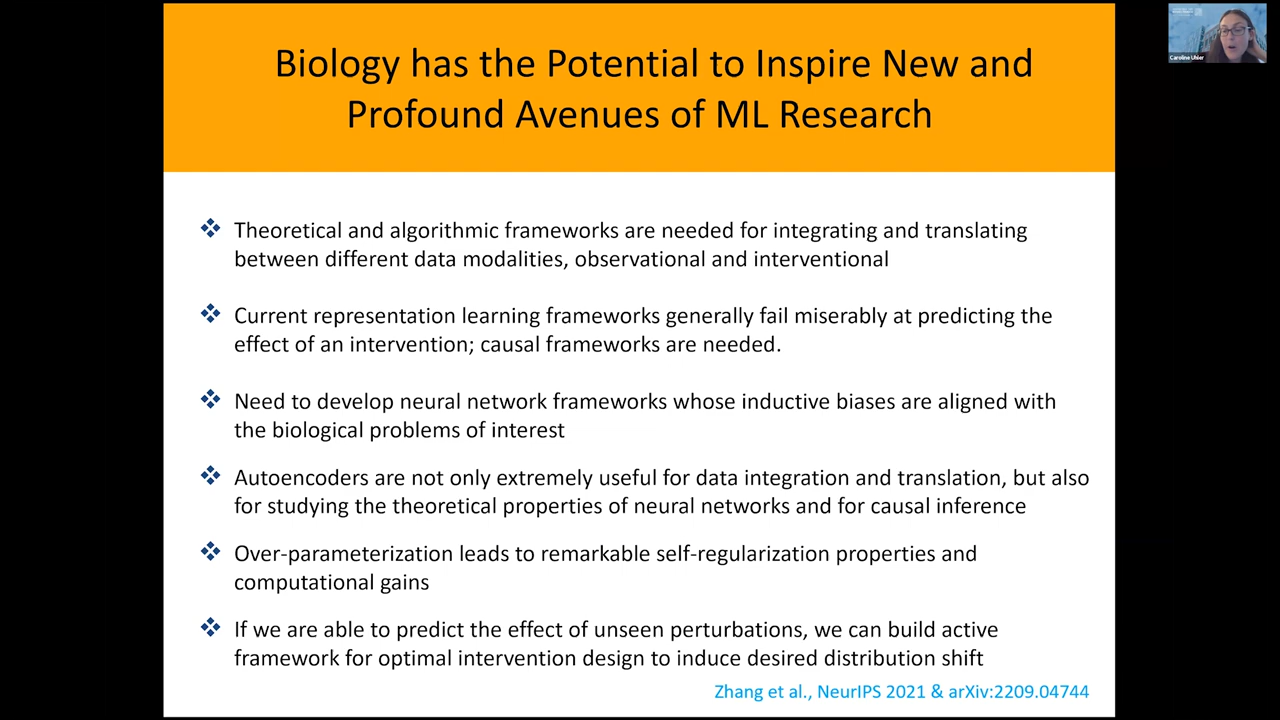 Biology has the Potential to Inspire New and
Profound Avenues of ML Research
Caroline Uhler
❖ Theoretical and algorithmic frameworks are needed for integrating and translating
between different data modalities, observational and interventional
❖ Current representation learning frameworks generally fail miserably at predicting the
effect of an intervention; causal frameworks are needed.
❖ Need to develop neural network frameworks whose inductive biases are aligned with
the biological problems of interest
❖ Autoencoders are not only extremely useful for data integration and translation, but also
for studying the theoretical properties of neural networks and for causal inference
❖ Over-parameterization leads to remarkable self-regularization properties and
computational gains
❖ If we are able to predict the effect of unseen perturbations, we can build active
framework for optimal intervention design to induce desired distribution shift
Zhang et al., NeurIPS 2021 & arXiv:2209.04744